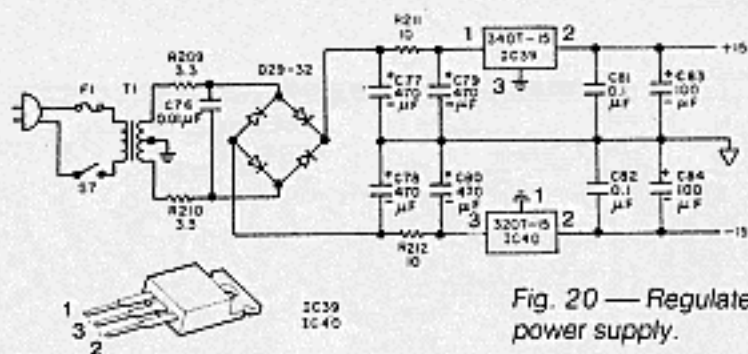 R211
10
1
340T-15
IC39
2
+15
3
F1
T1
R209
3.3
D29-32
C76
0.01µF
C77
470
µF
C79
470
µF
C81
0.1
µF
C83
100
µF
S7
R210
3.3
C78
470
µF
C80
470
µF
C82
0.1
µF
C84
100
µF
1
3
320T-15
IC40
2
-15
R212
10
1
3
2
IC39
IC40
Fig. 20 — Regulate
power supply.